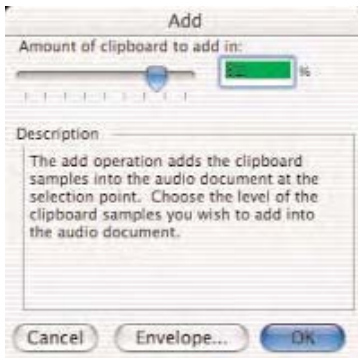 Add
Amount of clipboard to add in:
%
Description
The add operation adds the clipboard
samples into the audio document at the
selection point. Choose the level of the
clipboard samples you wish to add into
the audio document.
Cancel Envelope... OK